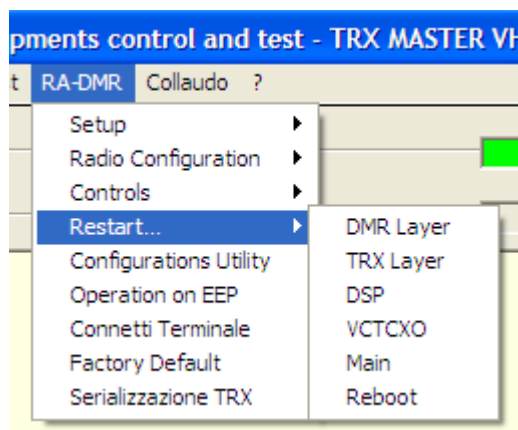 pments control and test - TRX MASTER VH
t RA-DMR Collaudo ?
Setup
Radio Configuration
Controls
Restart...
Configurations Utility
Operation on EEP
Connetti Terminale
Factory Default
Serializzazione TRX
DMR Layer
TRX Layer
DSP
VCTCXO
Main
Reboot